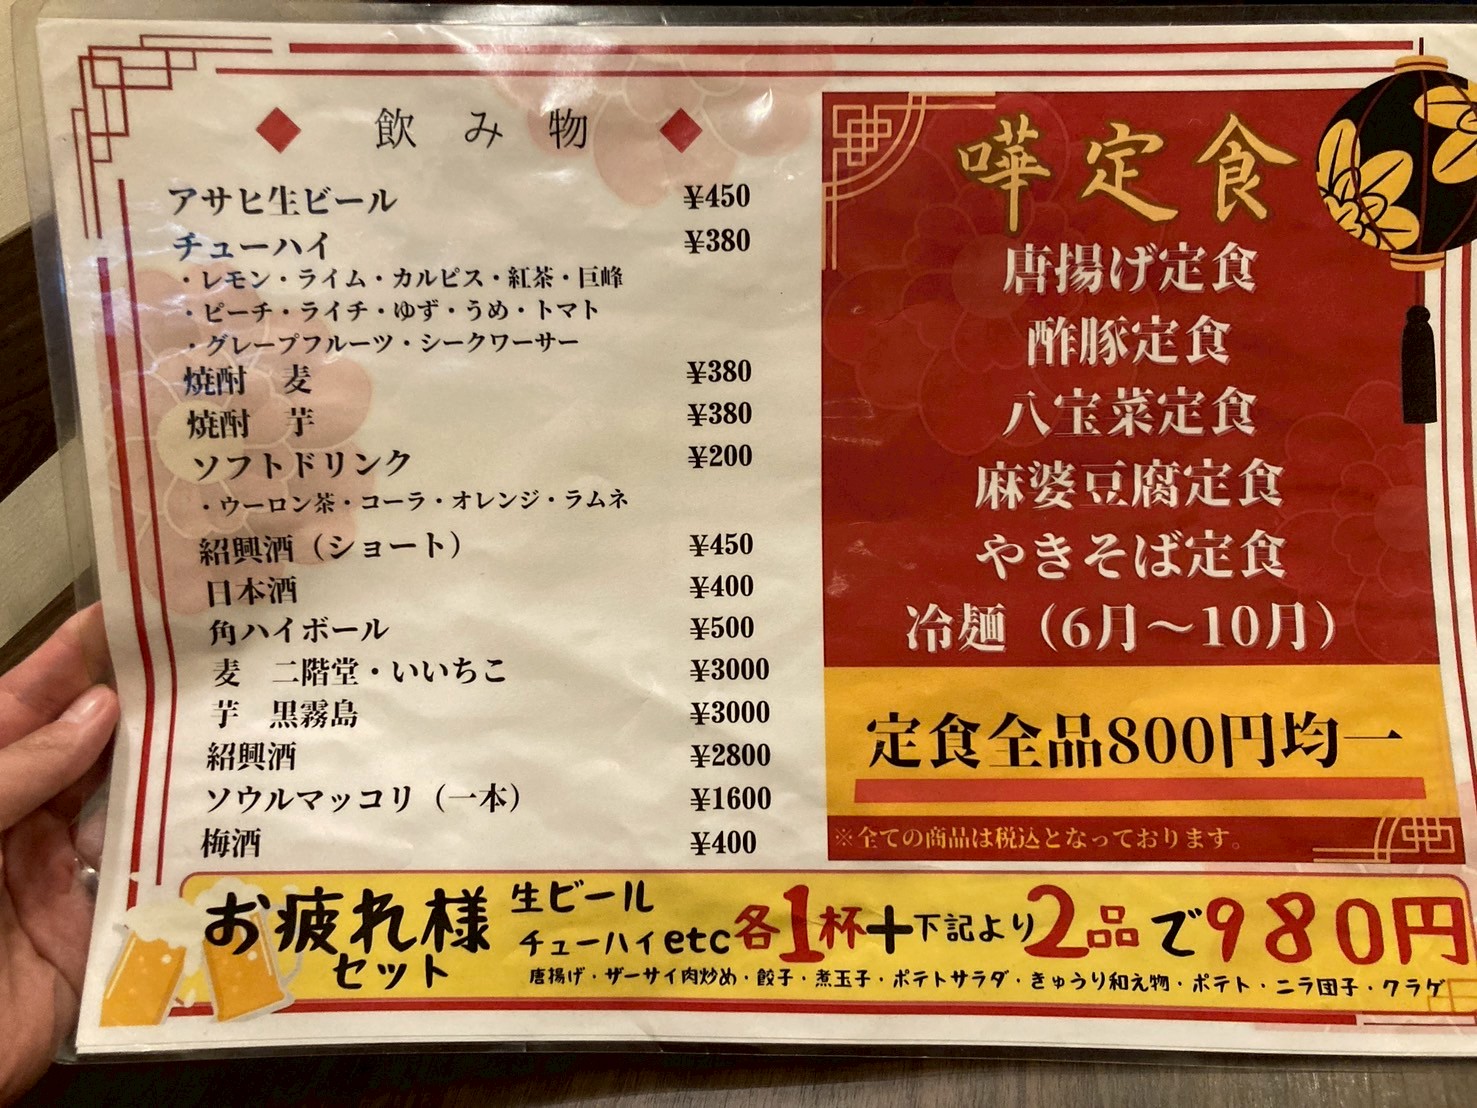 飲み物
アサヒ生ビール ¥450
チューハイ ¥380
・レモン・ライム・カルピス・紅茶・巨峰
・ピーチ・ライチ・ゆず・うめ・トマト
・グレープフルーツ・シークワーサー
焼酎 麦 ¥380
焼酎 芋 ¥380
ソフトドリンク ¥200
・ウーロン茶・コーラ・オレンジ・ラムネ
紹興酒（ショート） ¥450
日本酒 ¥400
角ハイボール ¥500
麦 二階堂・いいちこ ¥3000
芋 黒霧島 ¥3000
紹興酒 ¥2800
ソウルマッコリ（一本） ¥1600
梅酒 ¥400
嘩定食
唐揚げ定食
酢豚定食
八宝菜定食
麻婆豆腐定食
やきそば定食
冷麺（6月～10月）
定食全品800円均一
※全ての商品は税込となっております。
お疲れ様
セット
生ビール
チューハイetc各1杯+下記より2品で980円
唐揚げ・ザーサイ肉炒め・餃子・煮玉子・ポテトサラダ・きゅうり和え物・ポテト・ニラ団子・クラゲ